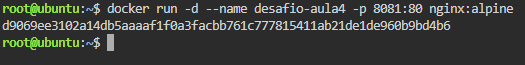 root@ubuntu:~$ docker run -d --name desafio-aula4 -p 8081:80 nginx:alpine
d9069ee3102a14db5aaaaf1f0a3facbb761c777815411ab21de1de960b9bd4b6
root@ubuntu:~$